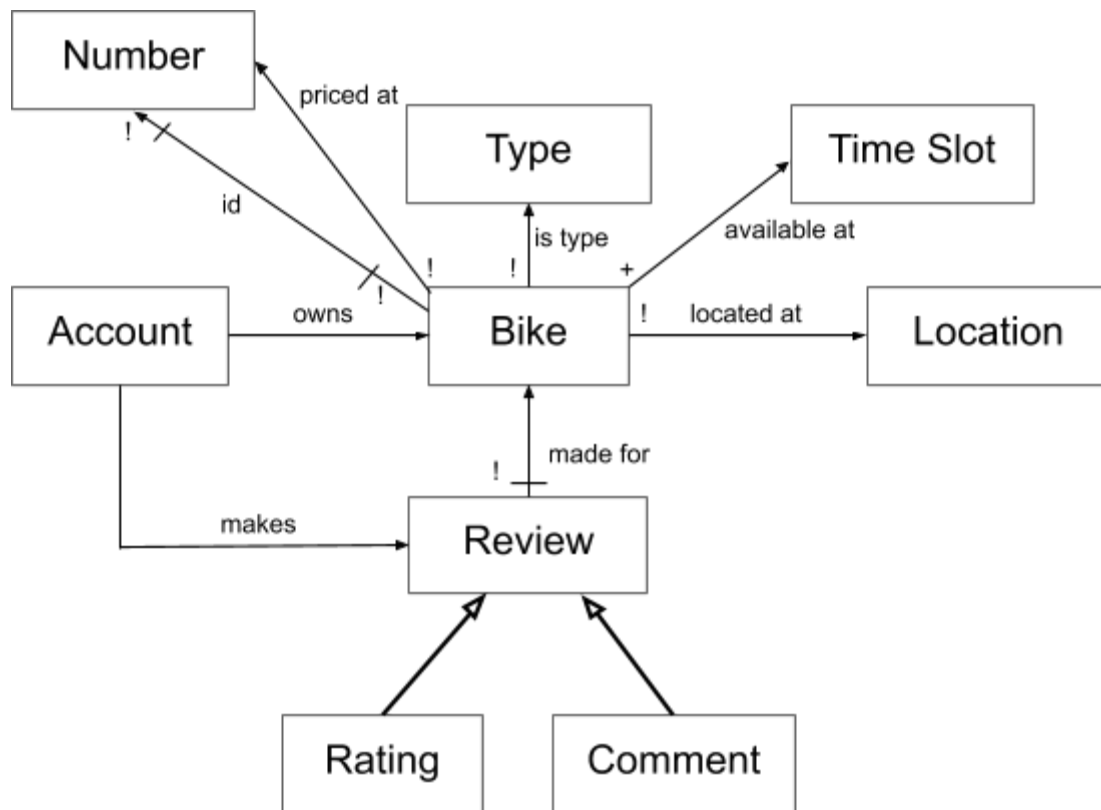 Number
priced at
!
Type
Time Slot
id
is type
available at
!
!
+
!
Account
owns
Bike
!
located at
Location
!
made for
makes
Review
Rating
Comment